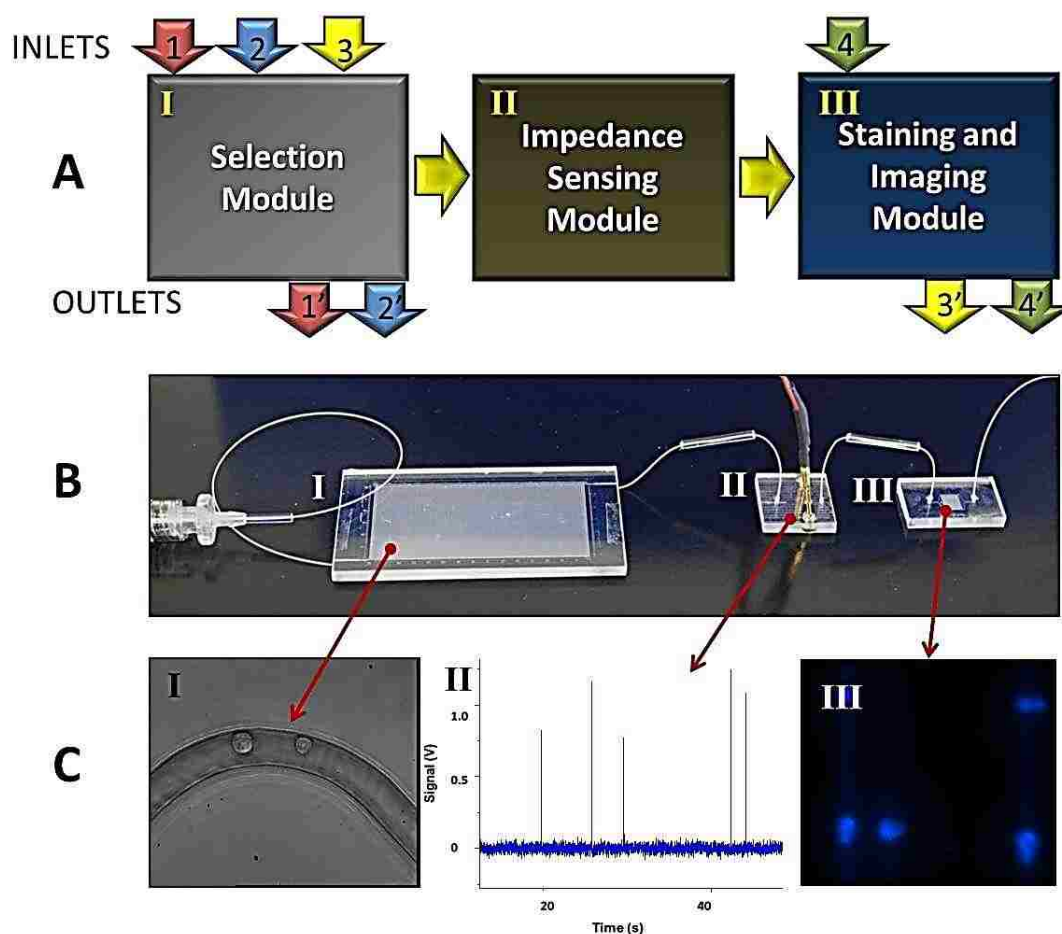 INLETS
1
2
3
4
A
I
Selection
Module
II
Impedance
Sensing
Module
III
Staining and
Imaging
Module
OUTLETS
1'
2'
3'
4'
B
I
II
III
C
I
II
Signal (V)
1.0
0.5
0
20
40
Time (s)
III